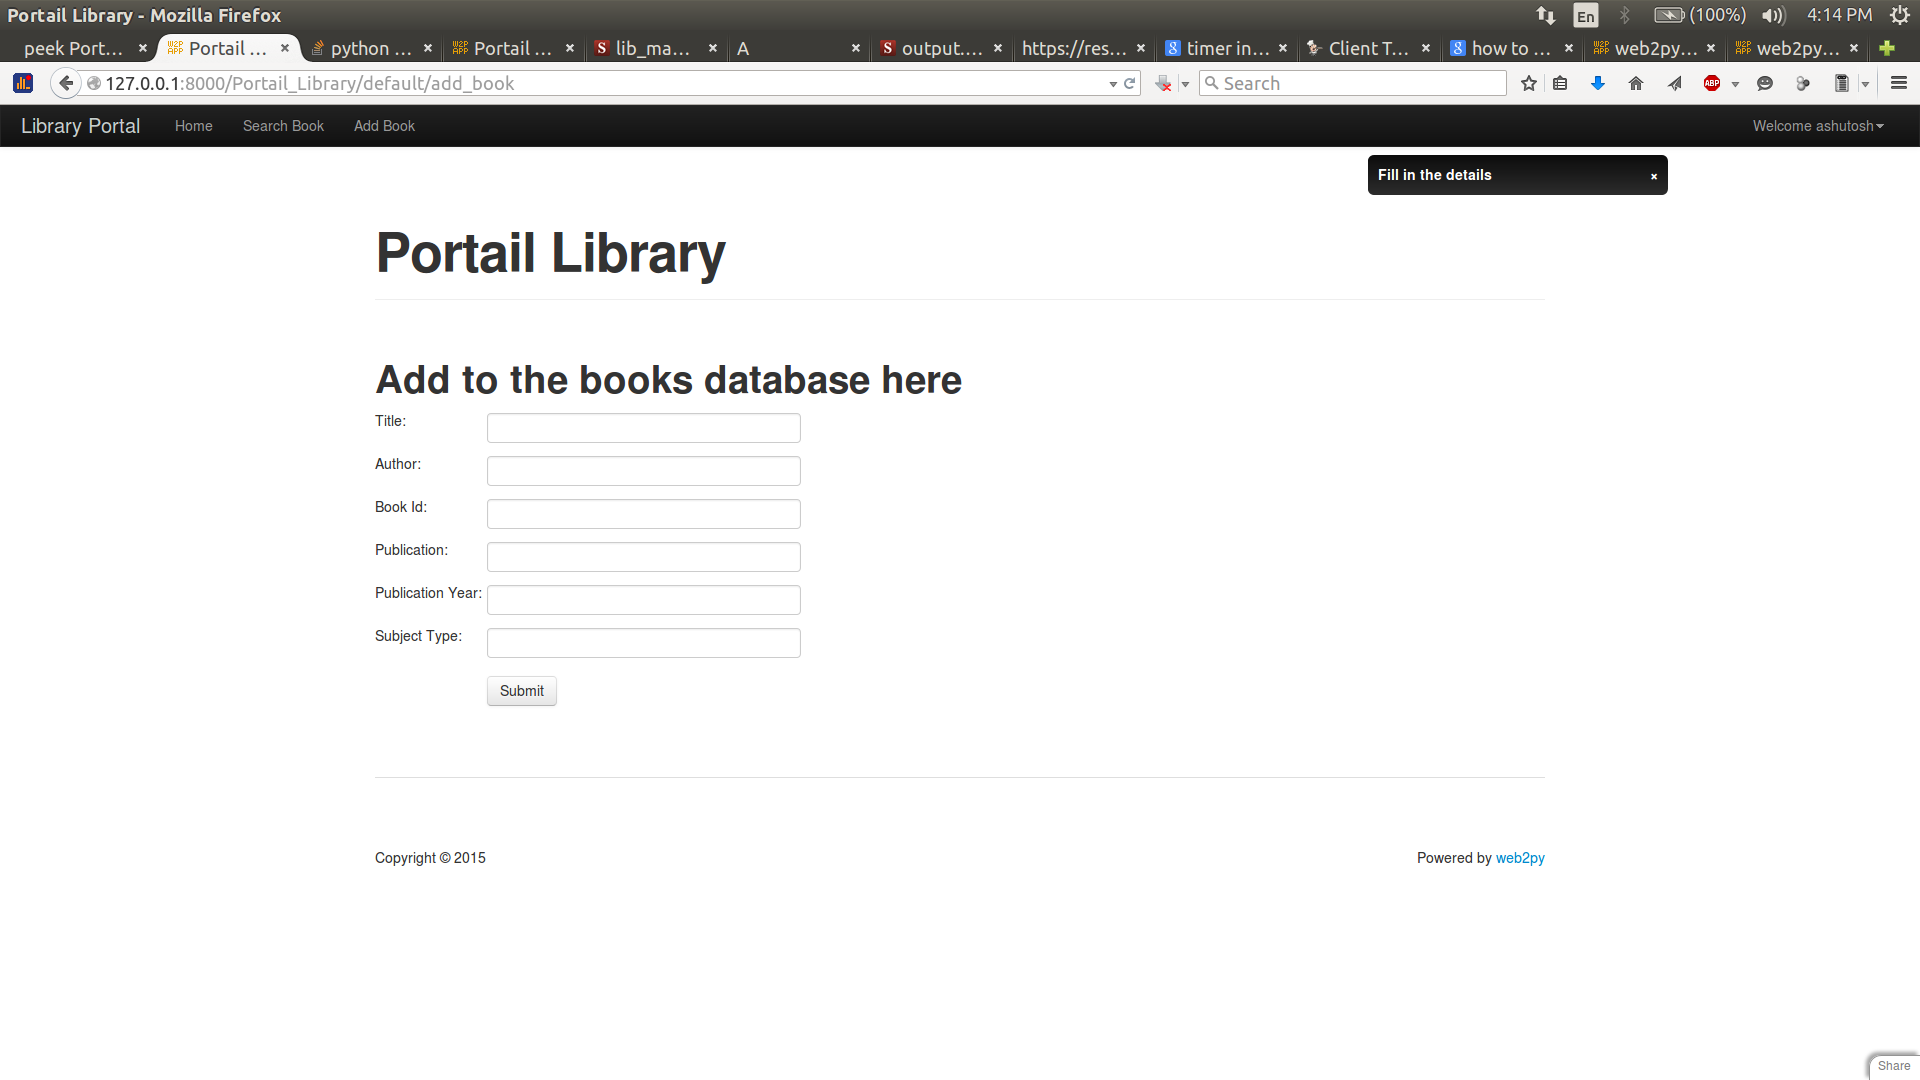 Portail Library - Mozilla Firefox
En
(100%)
4:14 PM
peek Port...
Portail ...
python ...
Portail ...
lib_ma...
A
output....
https://res...
timer in...
Client T...
how to ...
web2py...
web2py...
127.0.0.1:8000/Portail_Library/default/add_book
Search
ABP
Library Portal
Home
Search Book
Add Book
Welcome ashutosh
Fill in the details
×
Portail Library
Add to the books database here
Title:
Author:
Book Id:
Publication:
Publication Year:
Subject Type:
Submit
Copyright © 2015
Powered by web2py
Share